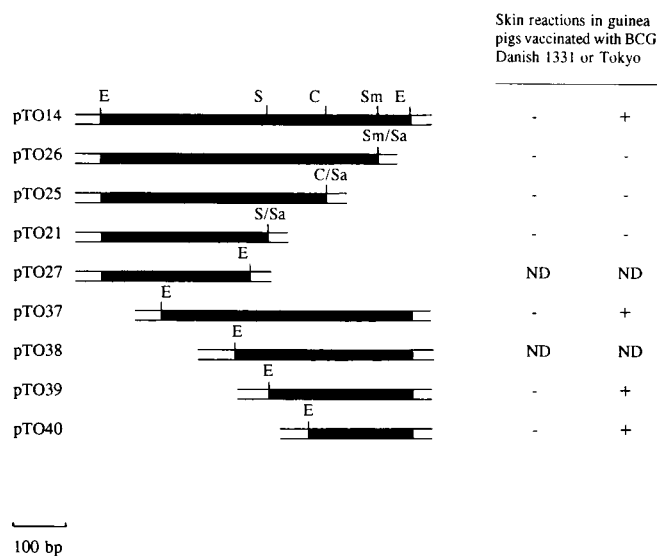 Skin reactions in guinea
pigs vaccinated with BCG
Danish 1331 or Tokyo
E S C Sm E
pTO14 - +
Sm/Sa
pTO26 - -
C/Sa
pTO25 - -
S/Sa
pTO21 - -
E
pTO27 ND ND
E
pTO37 - +
E
pTO38 ND ND
E
pTO39 - +
E
pTO40 - +
100 bp